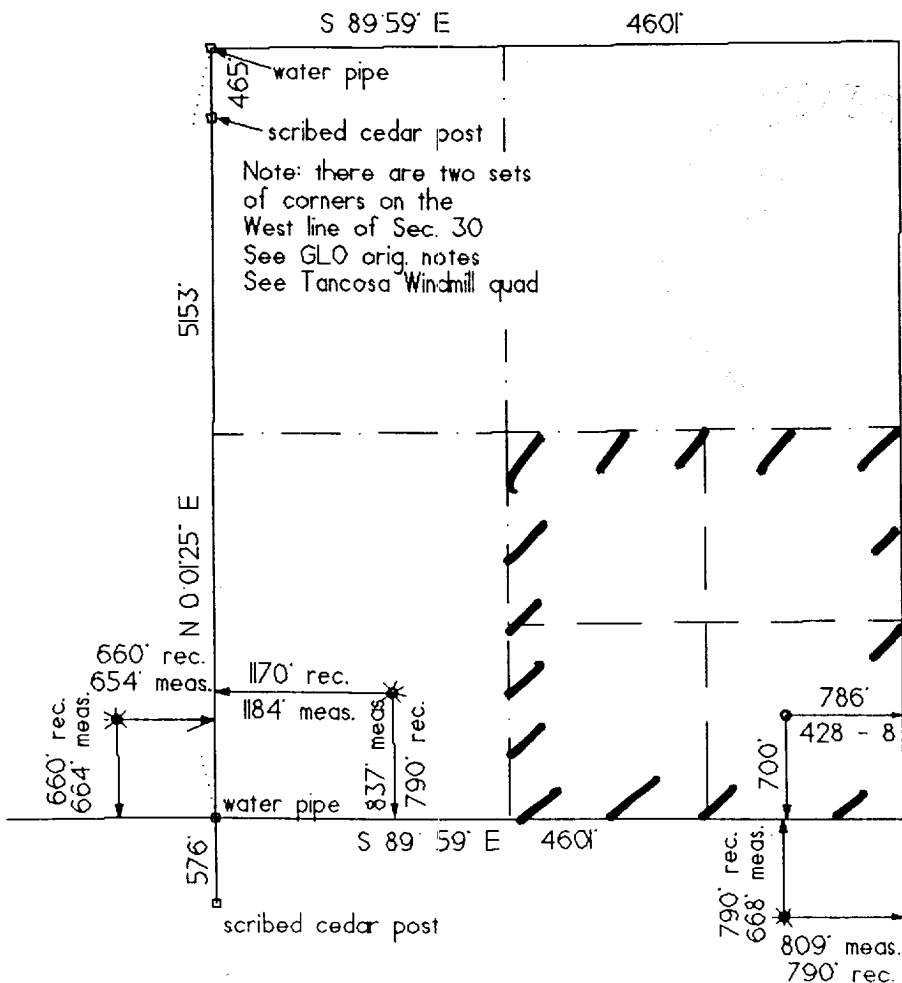 S 89°59' E 4601'
water pipe
465'
scribed cedar post
Note: there are two sets
of corners on the
West line of Sec. 30
See GLO orig. notes
See Tancosa Windmill quad
5153'
N 0°01'25" E
660' rec.
654' meas.
1170' rec.
1184' meas.
660' rec.
664' meas.
837' meas.
790' rec.
786'
428 - 8
700'
water pipe
S 89° 59' E 4601'
576'
scribed cedar post
790' rec.
668' meas.
809' meas.
790' rec.